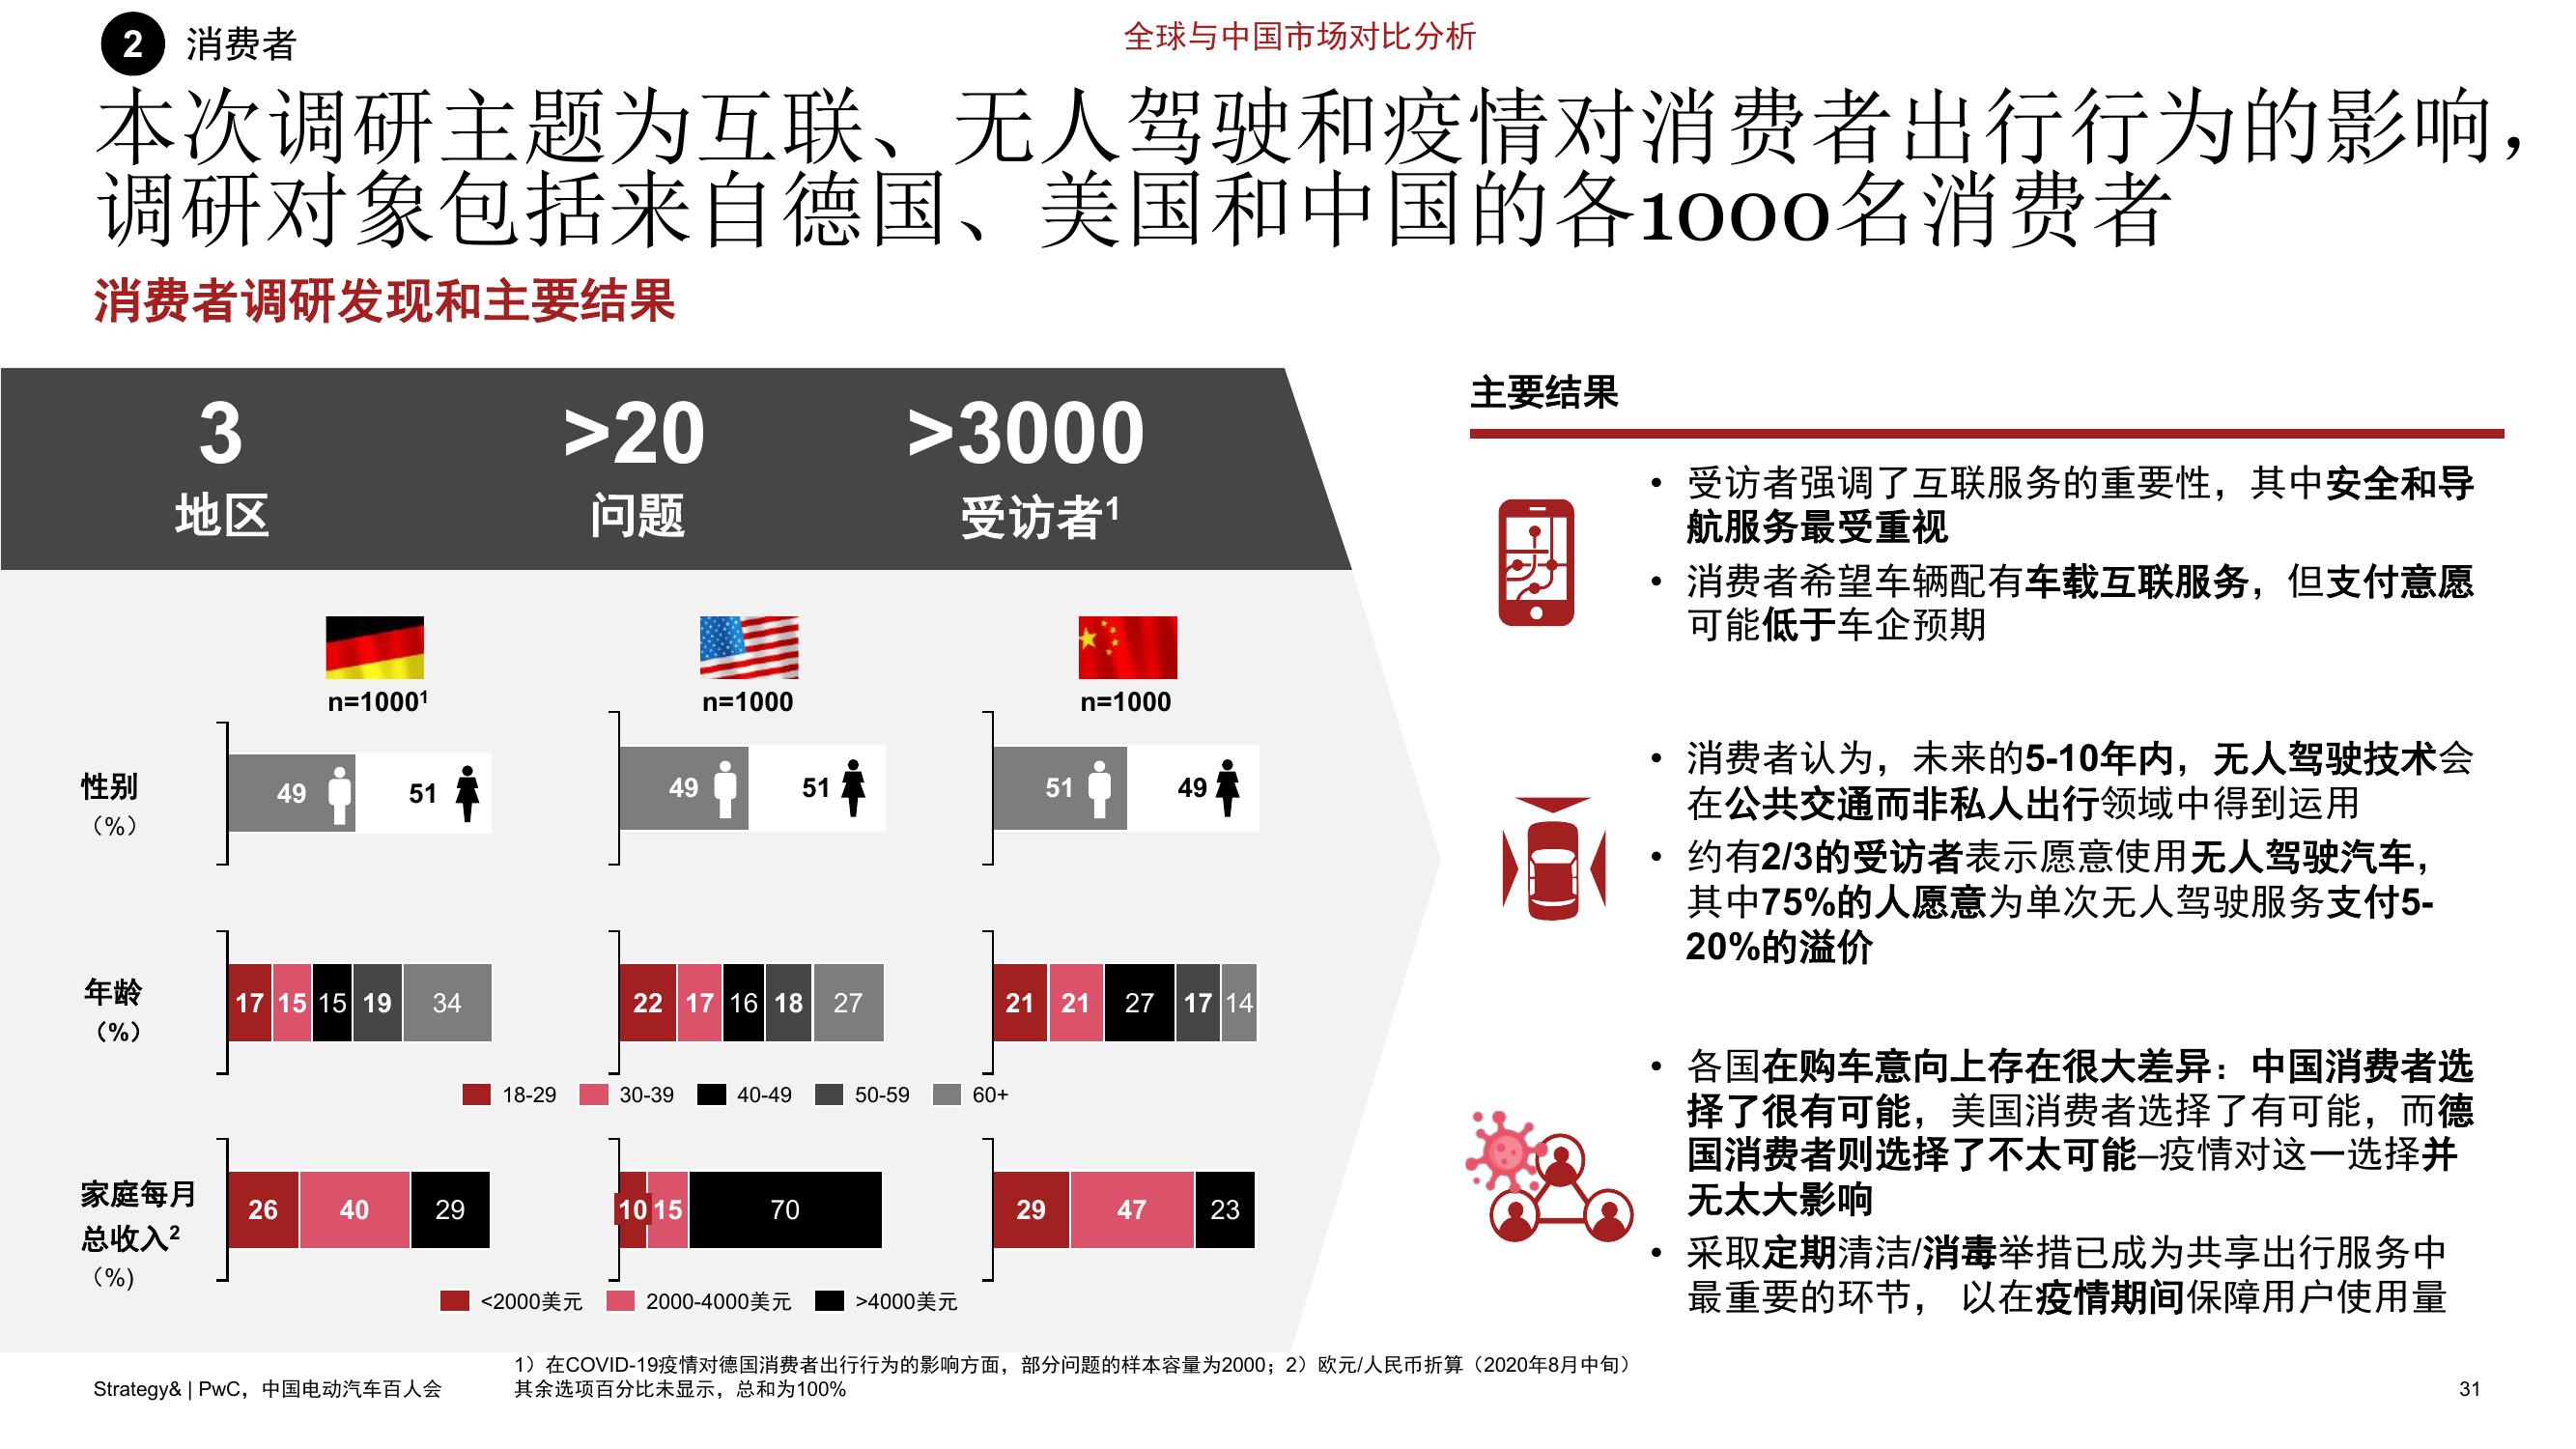 2 消费者
全球与中国市场对比分析
本次调研主题为互联、无人驾驶和疫情对消费者出行行为的影响，
调研对象包括来自德国、美国和中国的各1000名消费者
消费者调研发现和主要结果
3 >20 >3000
地区 问题 受访者¹
n=1000¹ n=1000 n=1000
性别
（%）
49 51 49 51 51 49
年龄
（%）
17 15 15 19 34 22 17 16 18 27 21 21 27 17 14
18-29 30-39 40-49 50-59 60+
家庭每月
总收入²
（%）
26 40 29 10 15 70 29 47 23
<2000美元 2000-4000美元 >4000美元
主要结果
• 受访者强调了互联服务的重要性，其中安全和导
航服务最受重视
• 消费者希望车辆配有车载互联服务，但支付意愿
可能低于车企预期
• 消费者认为，未来的5-10年内，无人驾驶技术会
在公共交通而非私人出行领域中得到运用
• 约有2/3的受访者表示愿意使用无人驾驶汽车，
其中75%的人愿意为单次无人驾驶服务支付5-
20%的溢价
• 各国在购车意向上存在很大差异：中国消费者选
择了很有可能，美国消费者选择了有可能，而德
国消费者则选择了不太可能–疫情对这一选择并
无太大影响
• 采取定期清洁/消毒举措已成为共享出行服务中
最重要的环节， 以在疫情期间保障用户使用量
1）在COVID-19疫情对德国消费者出行行为的影响方面，部分问题的样本容量为2000；2）欧元/人民币折算（2020年8月中旬）
其余选项百分比未显示，总和为100%
Strategy& | PwC，中国电动汽车百人会
31